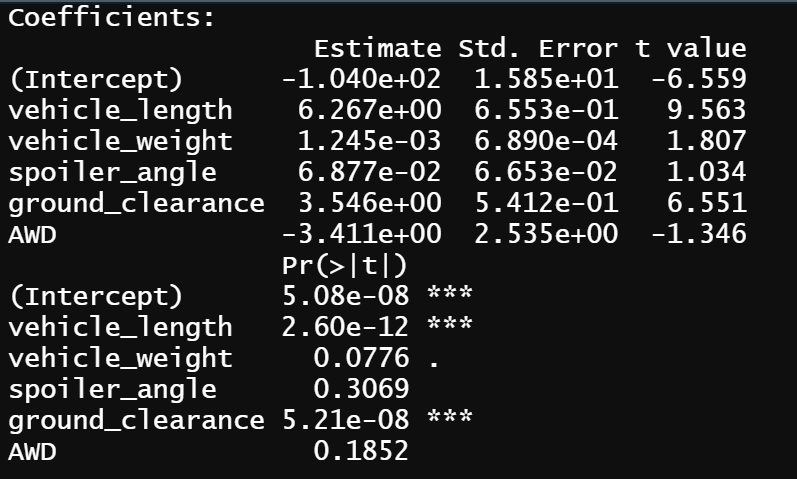 Coefficients:
                  Estimate Std. Error t value
(Intercept)      -1.040e+02  1.585e+01  -6.559
vehicle_length    6.267e+00  6.553e-01   9.563
vehicle_weight    1.245e-03  6.890e-04   1.807
spoiler_angle     6.877e-02  6.653e-02   1.034
ground_clearance  3.546e+00  5.412e-01   6.551
AWD              -3.411e+00  2.535e+00  -1.346
                 Pr(>|t|)
(Intercept)      5.08e-08 ***
vehicle_length   2.60e-12 ***
vehicle_weight     0.0776 .
spoiler_angle      0.3069
ground_clearance 5.21e-08 ***
AWD                0.1852